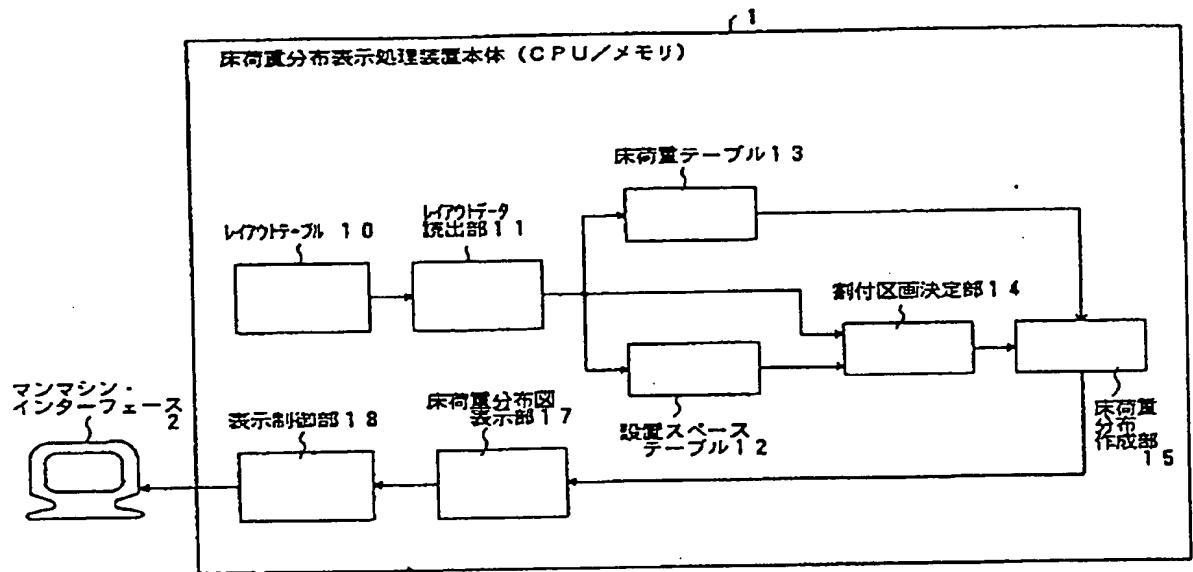 1
床荷重分布表示処理装置本体（CPU／メモリ）
床荷重テーブル13
レイアウトテーブル 10
レイアウトデータ
読出部11
割付区画決定部14
マンマシン・
インターフェース
2
表示制御部18
床荷重分布図
表示部17
設置スペース
テーブル12
床荷重
分布
作成部
15